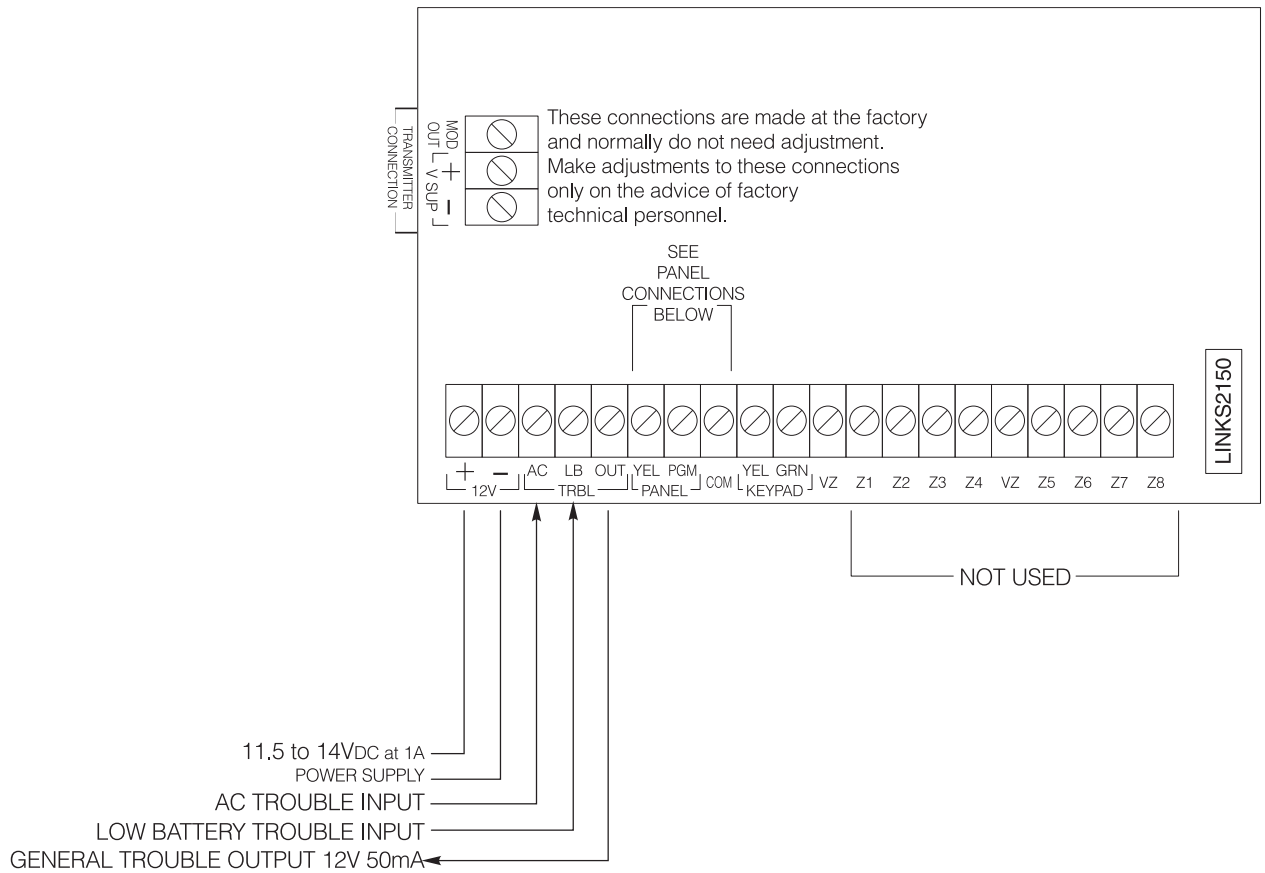 TRANSMITTER
CONNECTION
MOD
OUT
+
V SUP
-
These connections are made at the factory
and normally do not need adjustment.
Make adjustments to these connections
only on the advice of factory
technical personnel.
SEE
PANEL
CONNECTIONS
BELOW
LINKS2150
+ – AC LB OUT YEL PGM COM YEL GRN VZ Z1 Z2 Z3 Z4 VZ Z5 Z6 Z7 Z8
12V TRBL PANEL KEYPAD
NOT USED
11.5 to 14VDC at 1A
POWER SUPPLY
AC TROUBLE INPUT
LOW BATTERY TROUBLE INPUT
GENERAL TROUBLE OUTPUT 12V 50mA